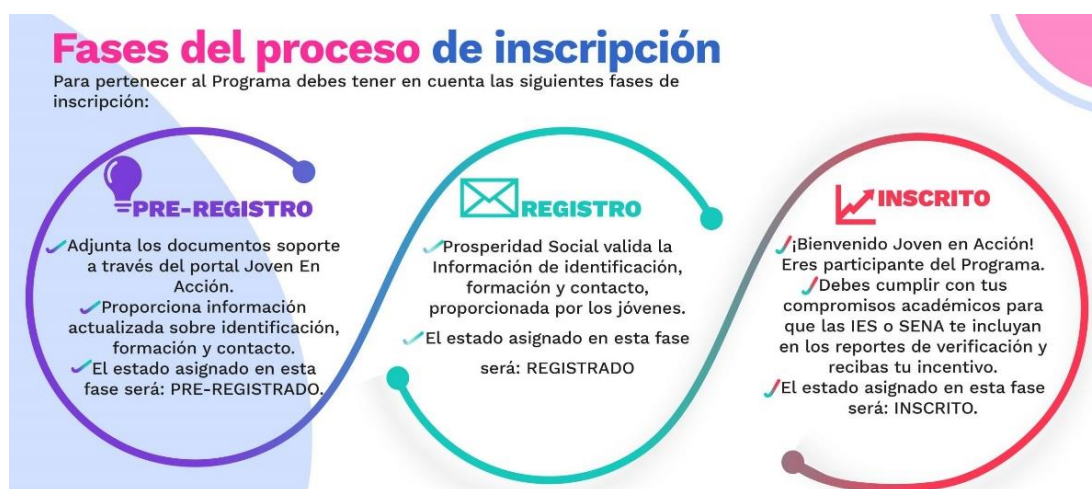 Fases del proceso de inscripción
Para pertenecer al Programa debes tener en cuenta las siguientes fases de
inscripción:
PRE-REGISTRO
Adjunta los documentos soporte
a través del portal Joven En
Acción.
Proporciona información
actualizada sobre identificación,
formación y contacto.
El estado asignado en esta
fase será: PRE-REGISTRADO.
REGISTRO
Prosperidad Social valida la
Información de identificación,
formación y contacto,
proporcionada por los jóvenes.
El estado asignado en esta fase
será: REGISTRADO
INSCRITO
¡Bienvenido Joven en Acción!
Eres participante del Programa.
Debes cumplir con tus
compromisos académicos para
que las IES o SENA te incluyan
en los reportes de verificación y
recibas tu incentivo.
El estado asignado en esta fase
será: INSCRITO.